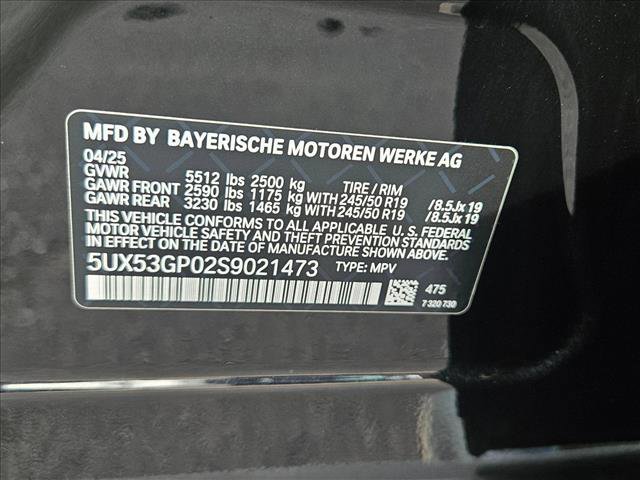 MFD BY BAYERISCHE MOTOREN WERKE AG
04/25
GVWR 5512 lbs 2500 kg TIRE / RIM
GAWR FRONT 2590 lbs 1175 kg WITH 245/50 R19 /8.5Jx19
GAWR REAR 3230 lbs 1465 kg WITH 245/50 R19 /8.5Jx19
THIS VEHICLE CONFORMS TO ALL APPLICABLE U. S. FEDERAL
MOTOR VEHICLE SAFETY, BUMPER, AND THEFT PREVENTION
STANDARDS IN EFFECT ON THE DATE OF MANUFACTURE SHOWN ABOVE.
5UX53GP02S9021473 TYPE: MPV
475
7 320 730